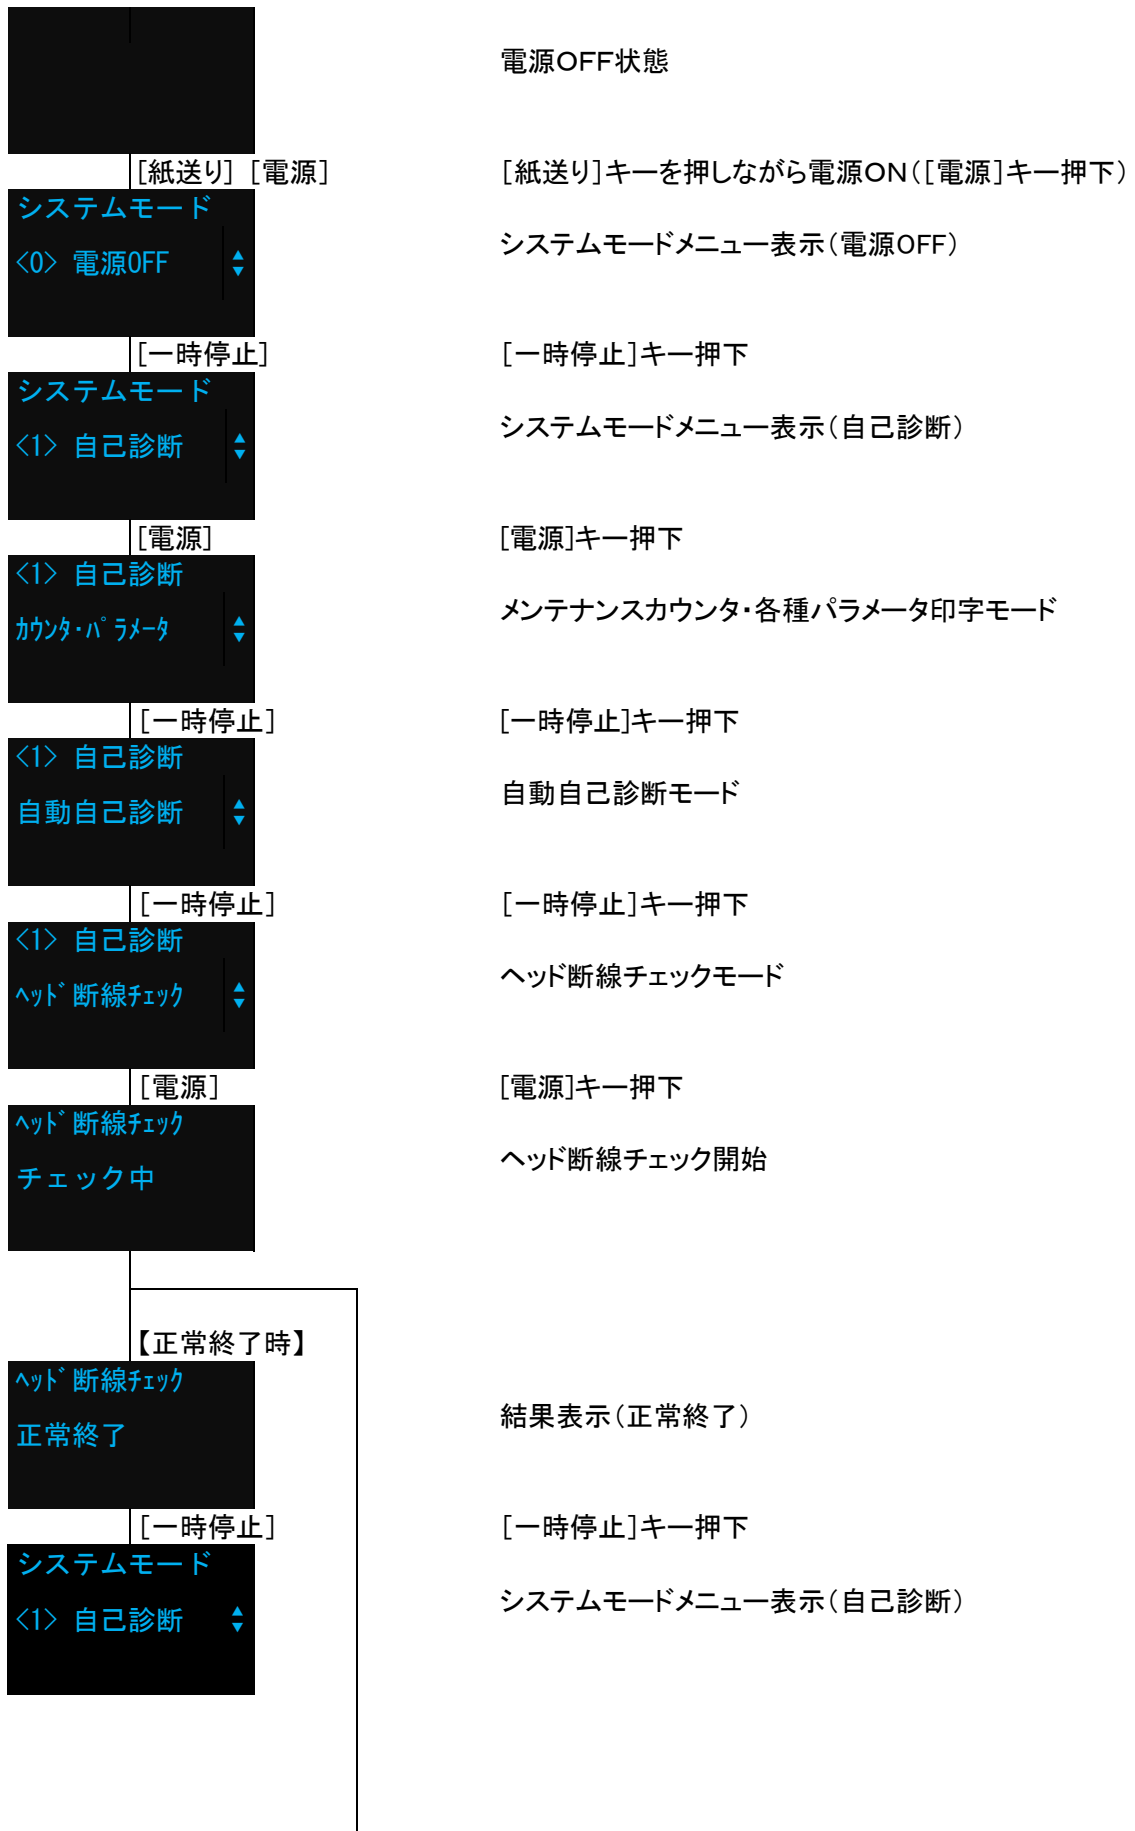 電源OFF状態
[紙送り] [電源]
[紙送り]キーを押しながら電源ON([電源]キー押下)
システムモード
<0> 電源OFF
システムモードメニュー表示(電源OFF)
[一時停止]
[一時停止]キー押下
システムモード
<1> 自己診断
システムモードメニュー表示(自己診断)
[電源]
[電源]キー押下
<1> 自己診断
ｶｳﾝﾀ･ﾊﾟﾗﾒｰﾀ
メンテナンスカウンタ・各種パラメータ印字モード
[一時停止]
[一時停止]キー押下
<1> 自己診断
自動自己診断
自動自己診断モード
[一時停止]
[一時停止]キー押下
<1> 自己診断
ﾍｯﾄﾞ断線ﾁｪｯｸ
ヘッド断線チェックモード
[電源]
[電源]キー押下
ﾍｯﾄﾞ断線ﾁｪｯｸ
チェック中
ヘッド断線チェック開始
【正常終了時】
ﾍｯﾄﾞ断線ﾁｪｯｸ
正常終了
結果表示(正常終了)
[一時停止]
[一時停止]キー押下
システムモード
<1> 自己診断
システムモードメニュー表示(自己診断)